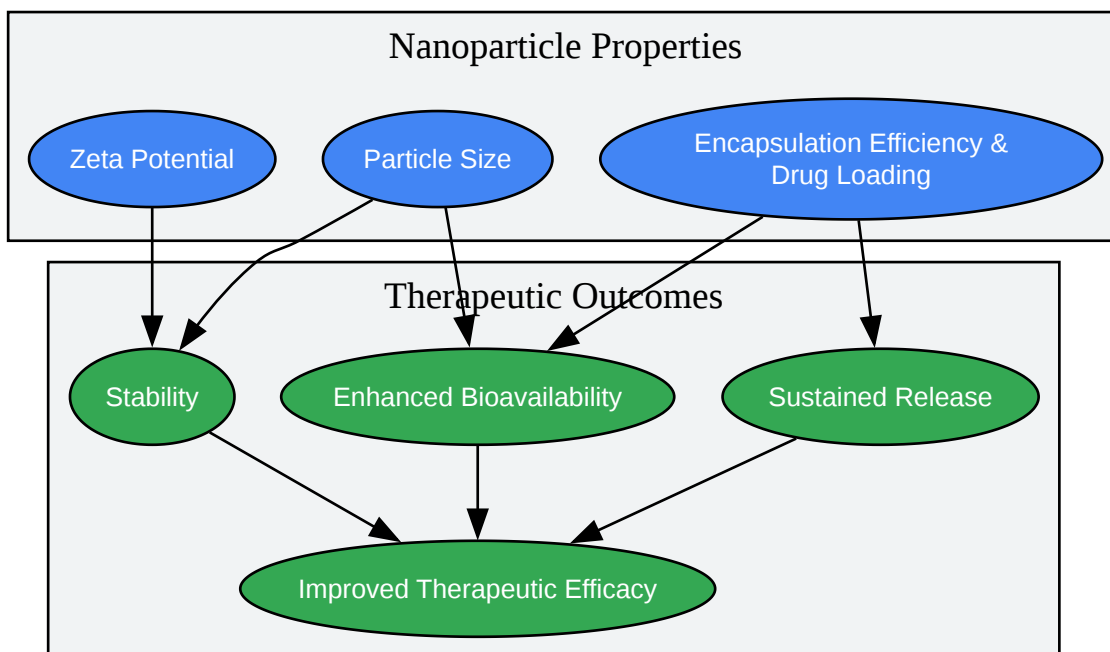 Nanoparticle Properties
Zeta Potential
Particle Size
Encapsulation Efficiency &
Drug Loading
Therapeutic Outcomes
Stability
Enhanced Bioavailability
Sustained Release
Improved Therapeutic Efficacy